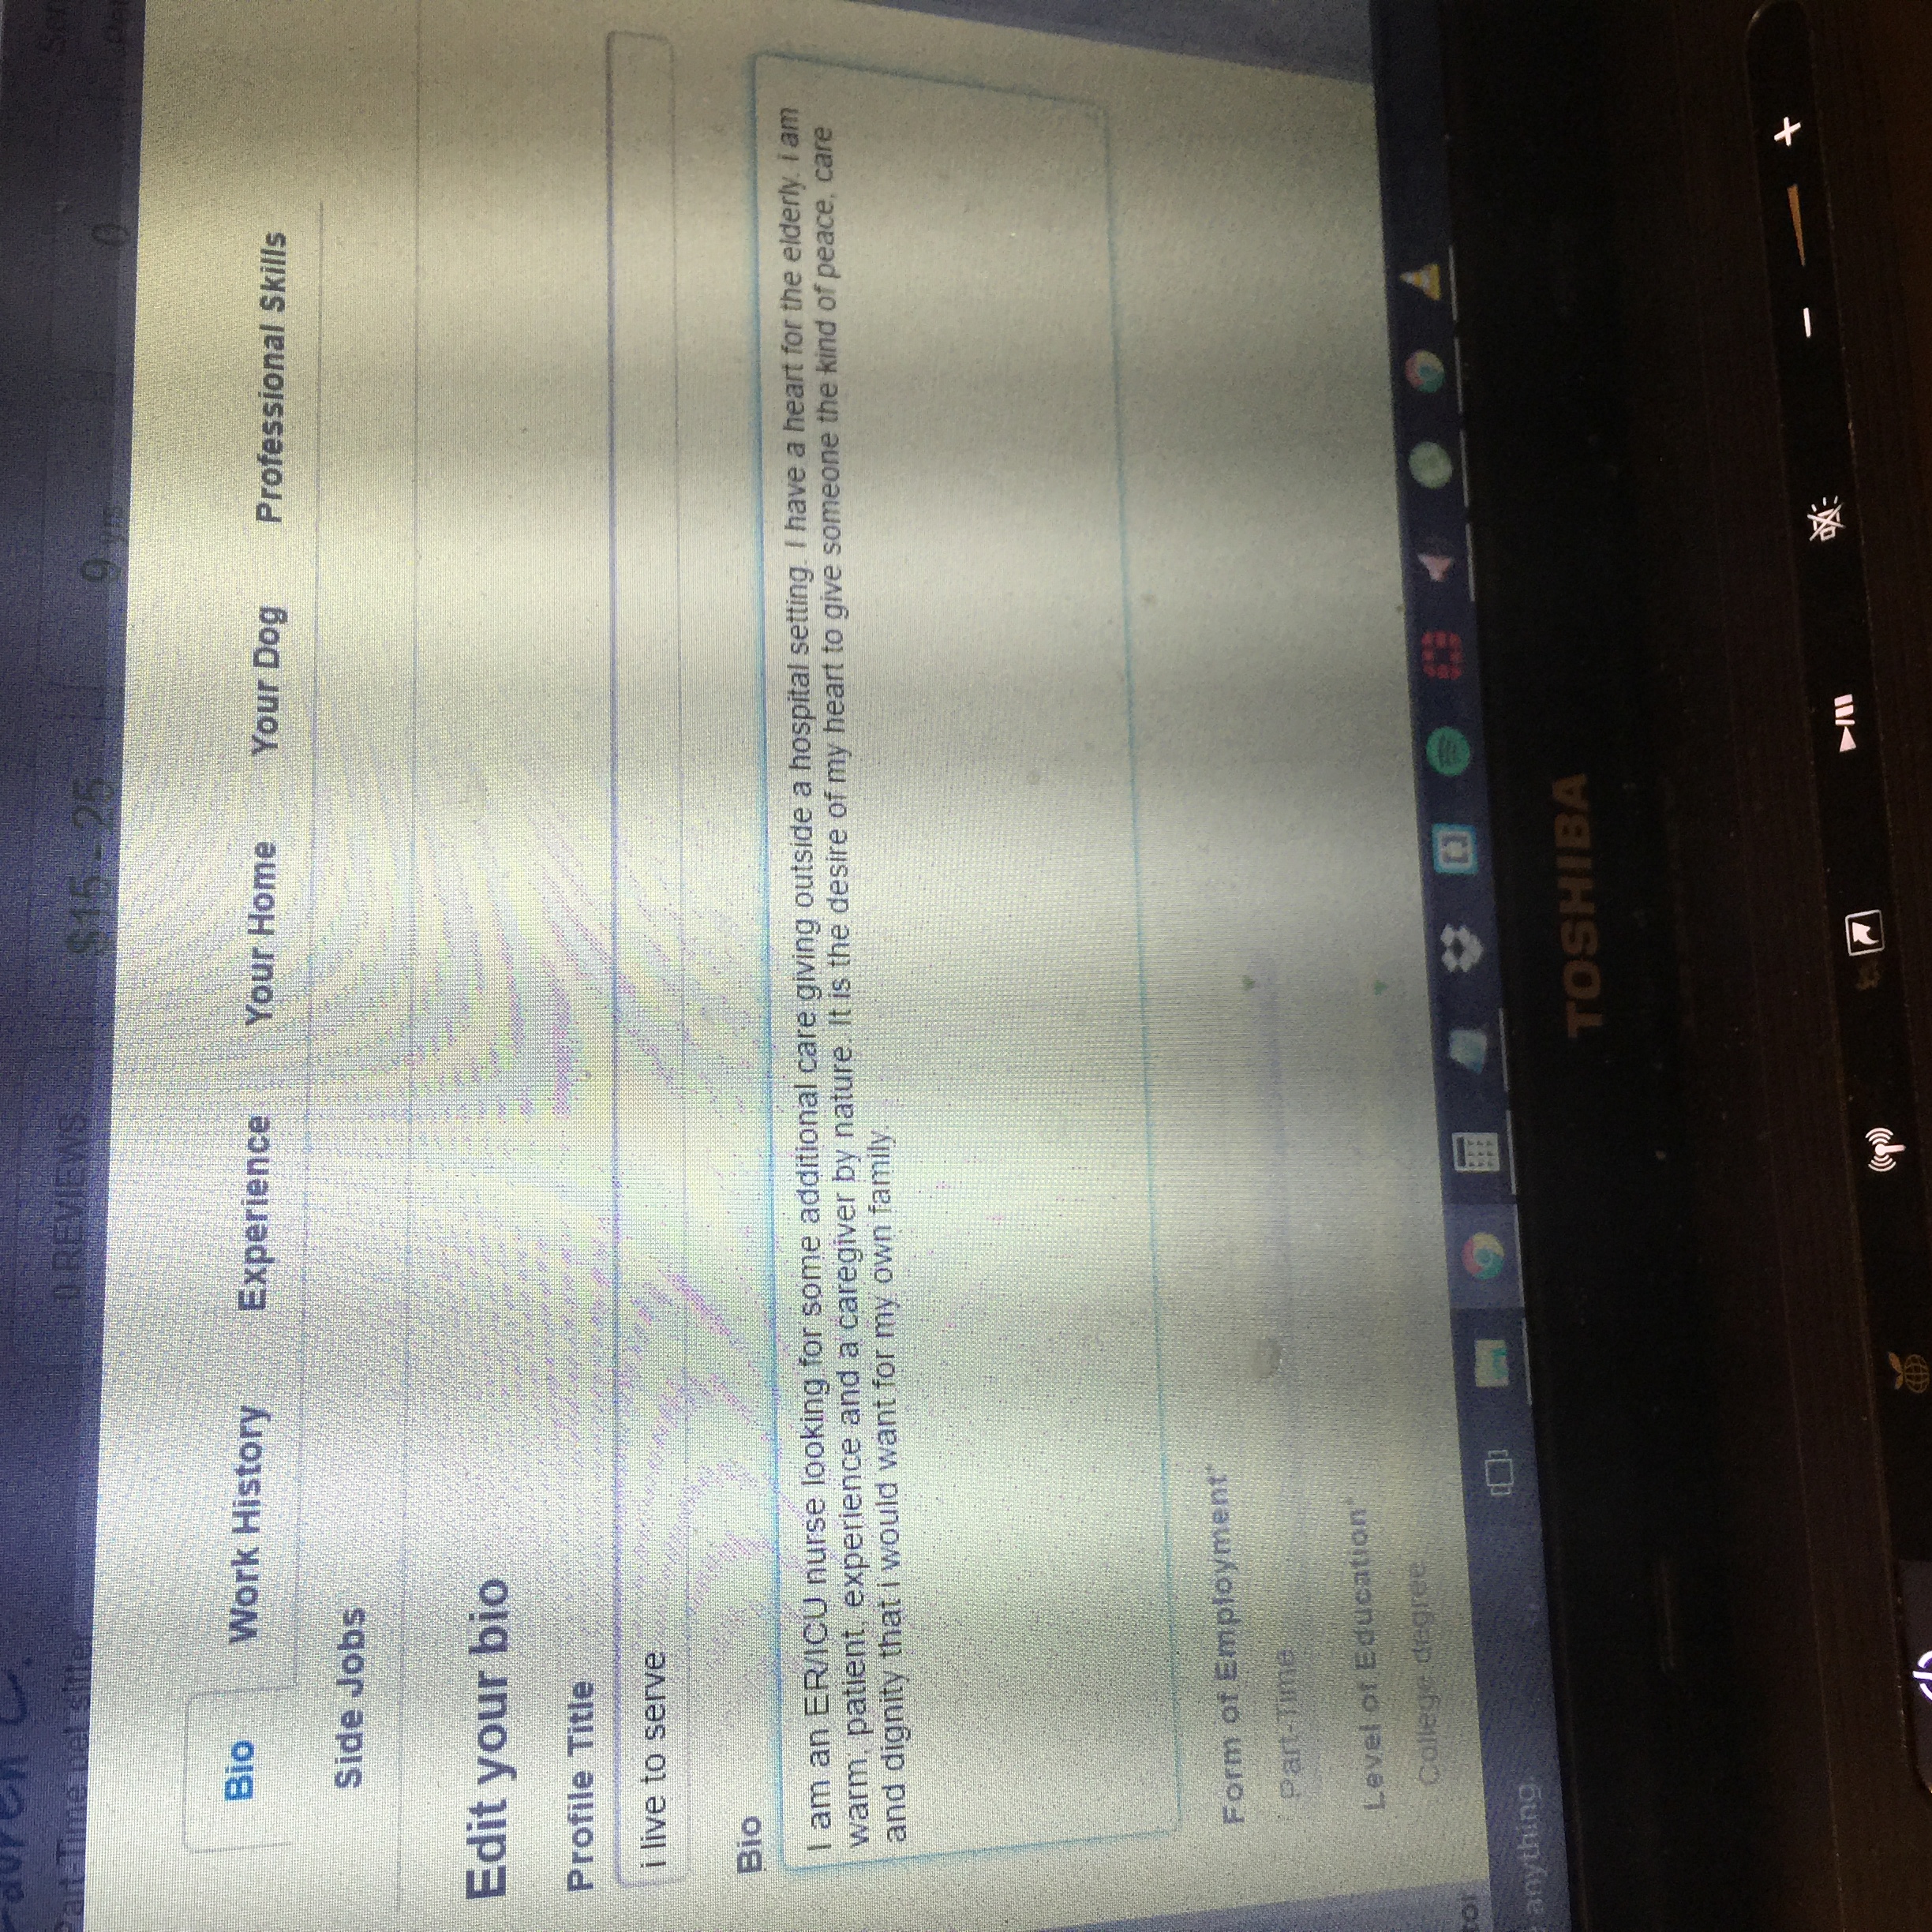 Lauren C.
Part-Time pet sitter 0 REVIEWS $15 - 25 9 yrs 0
Bio Work History Experience Your Home Your Dog Professional Skills
Side Jobs
Edit your bio
Profile Title
i live to serve
Bio
I am an ER/ICU nurse looking for some additional care giving outside a hospital setting. I have a heart for the elderly. i am
warm, patient, experience and a caregiver by nature. It is the desire of my heart to give someone the kind of peace, care
and dignity that i would want for my own family.
Form of Employment*
Part-Time
Level of Education*
College degree
anything.
TOSHIBA